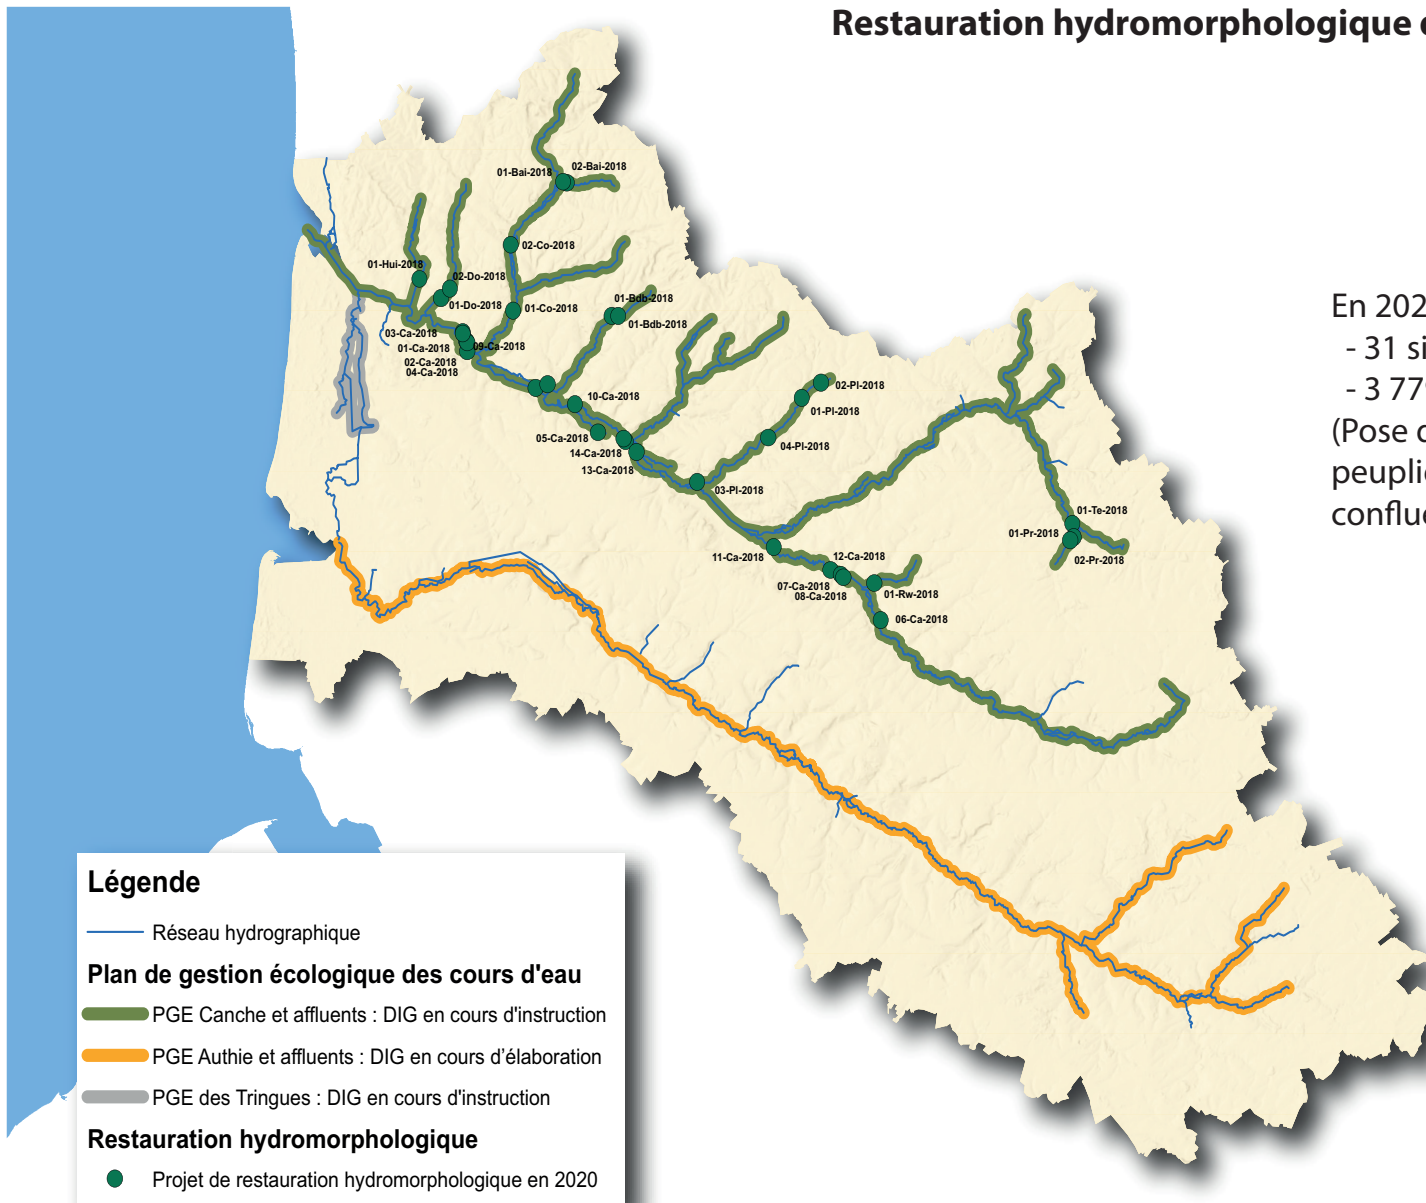 Restauration hydromorphologique
01-Bai-2018
02-Bai-2018
02-Co-2018
01-Hui-2018
02-Do-2018
01-Do-2018
01-Co-2018
01-Bdb-2018
01-Bdb-2018
03-Ca-2018
01-Ca-2018
09-Ca-2018
02-Ca-2018
04-Ca-2018
10-Ca-2018
02-Pl-2018
01-Pl-2018
05-Ca-2018
04-Pl-2018
14-Ca-2018
13-Ca-2018
03-Pl-2018
01-Te-2018
01-Pr-2018
02-Pr-2018
11-Ca-2018
12-Ca-2018
07-Ca-2018
08-Ca-2018
01-Rw-2018
06-Ca-2018
En 202
- 31 si
- 3 779
(Pose d
peuplie
conflue
Légende
Réseau hydrographique
Plan de gestion écologique des cours d'eau
PGE Canche et affluents : DIG en cours d'instruction
PGE Authie et affluents : DIG en cours d’élaboration
PGE des Tringues : DIG en cours d'instruction
Restauration hydromorphologique
Projet de restauration hydromorphologique en 2020